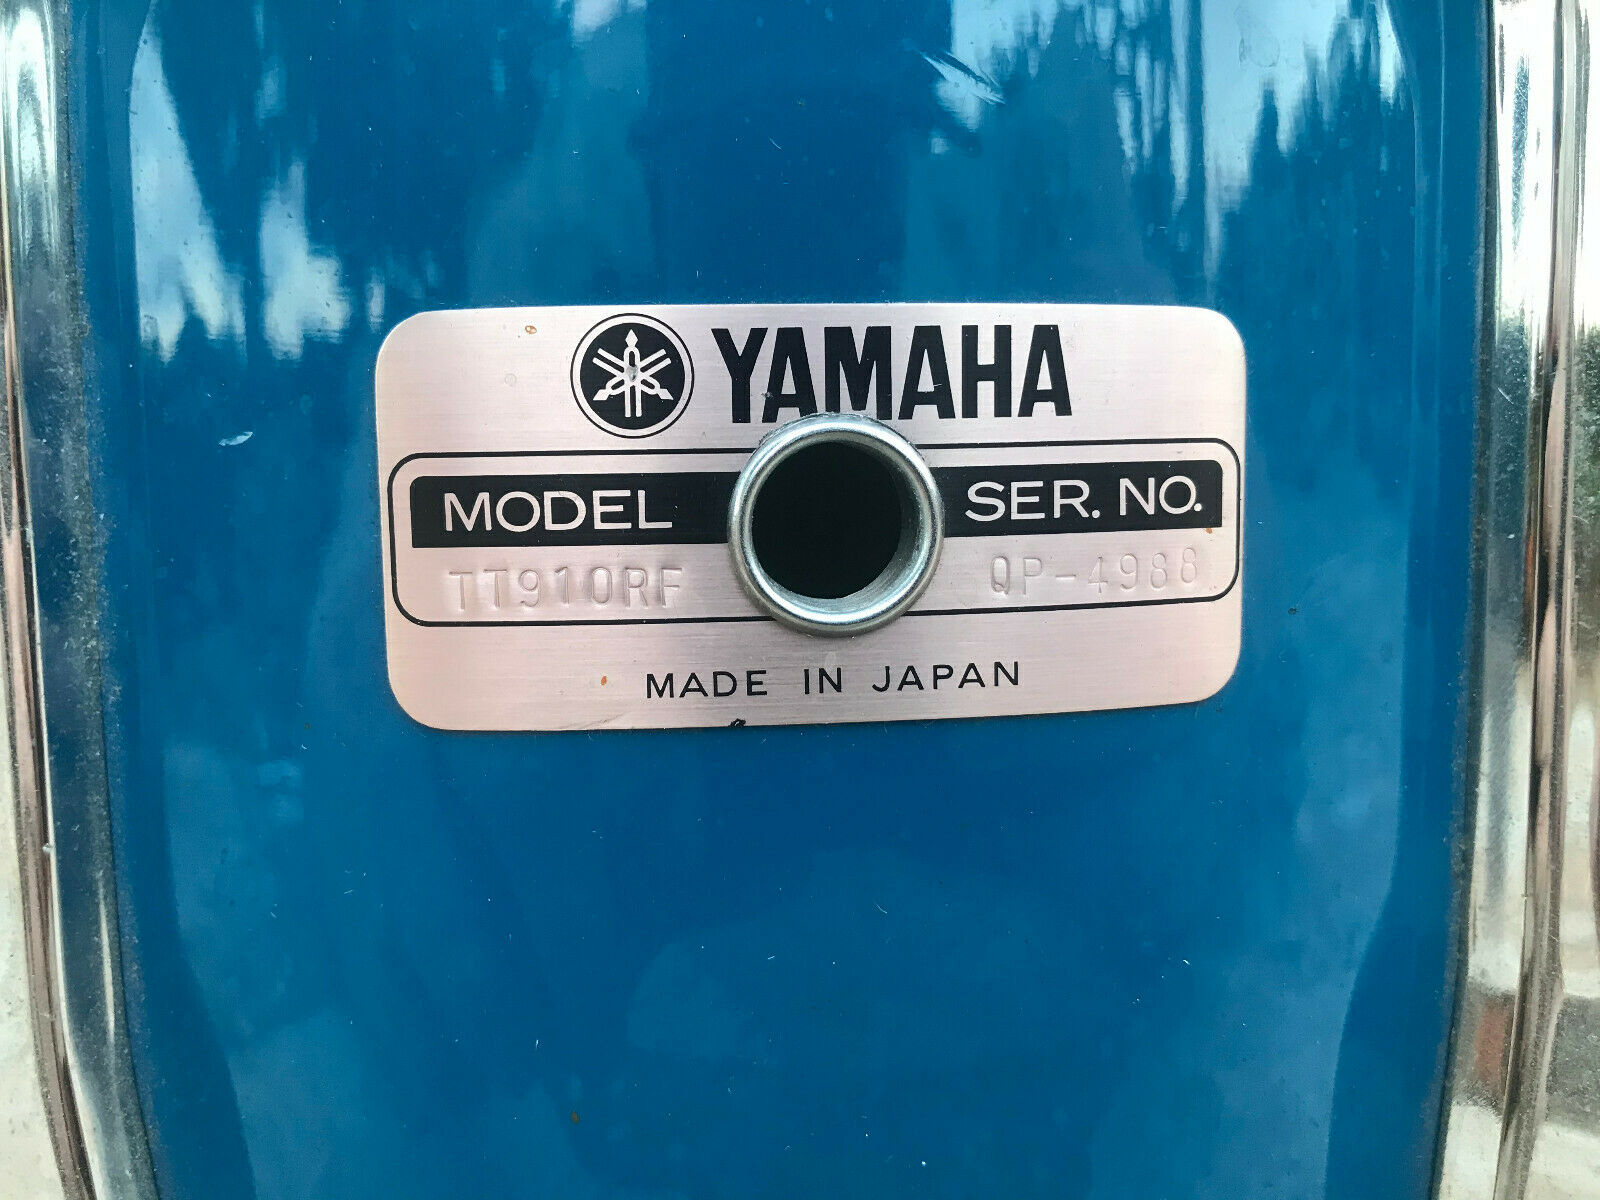 YAMAHA
MODEL SER. NO.
TT910RF QP-4988
MADE IN JAPAN